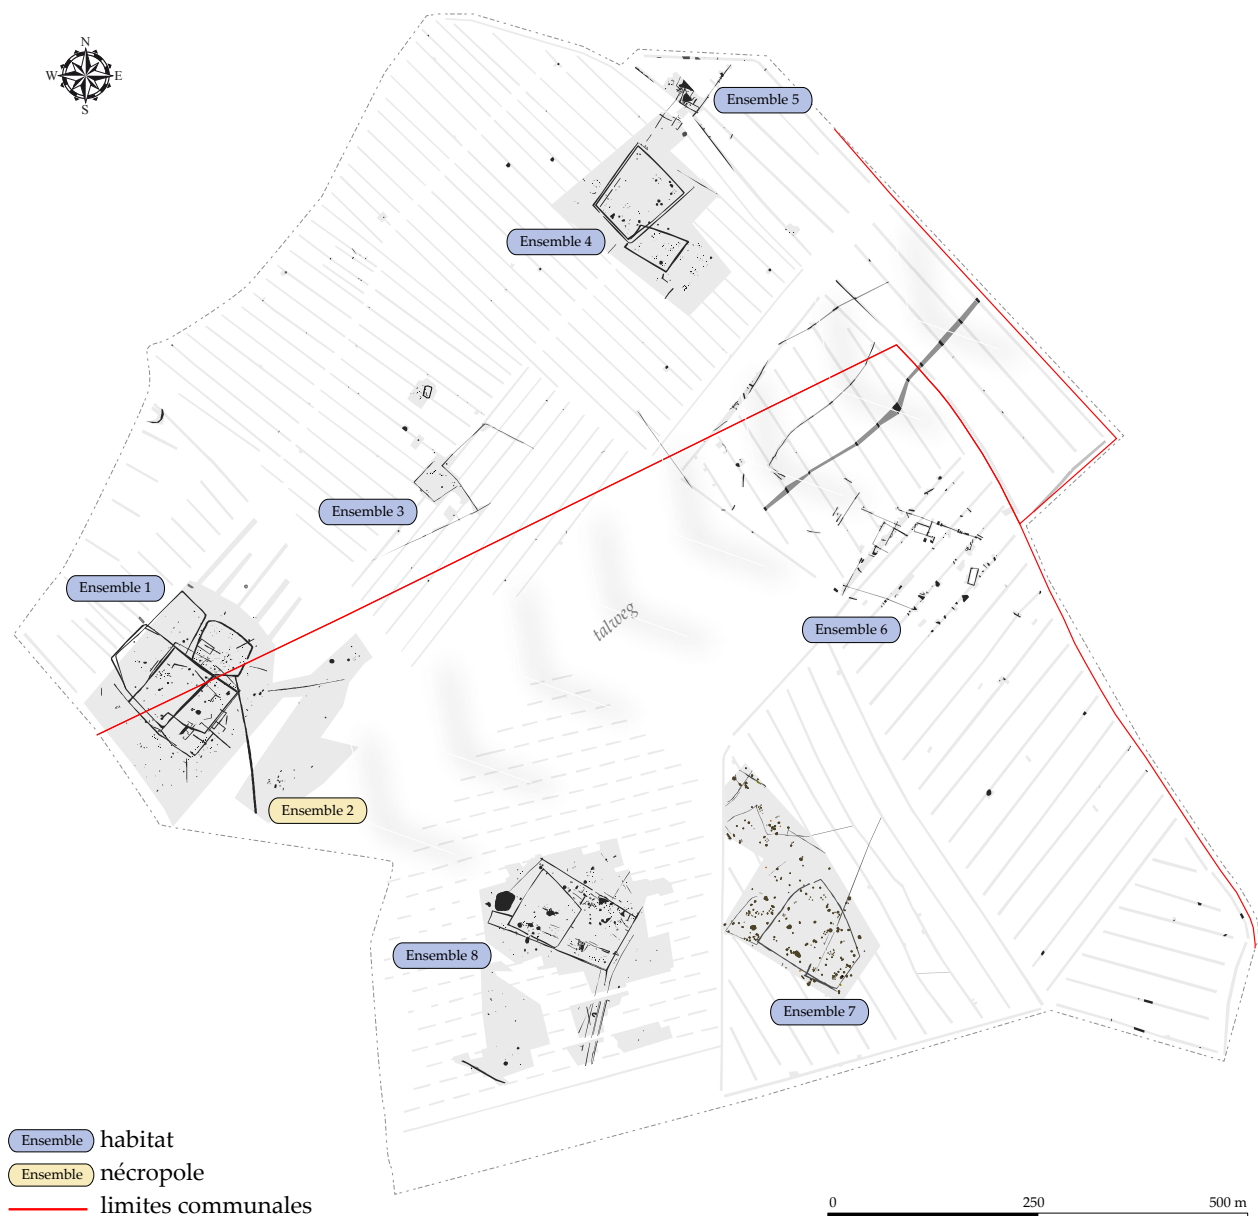 N
W E
S
Ensemble 5
Ensemble 4
Ensemble 3
Ensemble 1
talweg
Ensemble 6
Ensemble 2
Ensemble 8
Ensemble 7
Ensemble habitat
Ensemble nécropole
limites communales
0 250 500 m